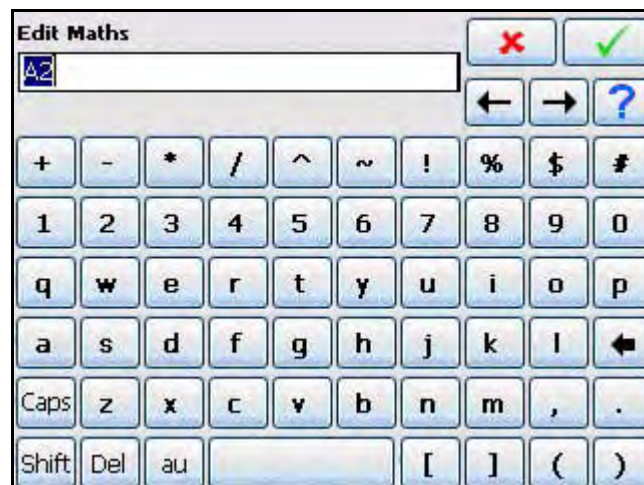 Edit Maths
A2
← → ?
+ - * / ^ ~ ! % $ #
1 2 3 4 5 6 7 8 9 0
q w e r t y u i o p
a s d f g h j k l ←
Caps z x c v b n m , .
Shift Del au [ ] ( )